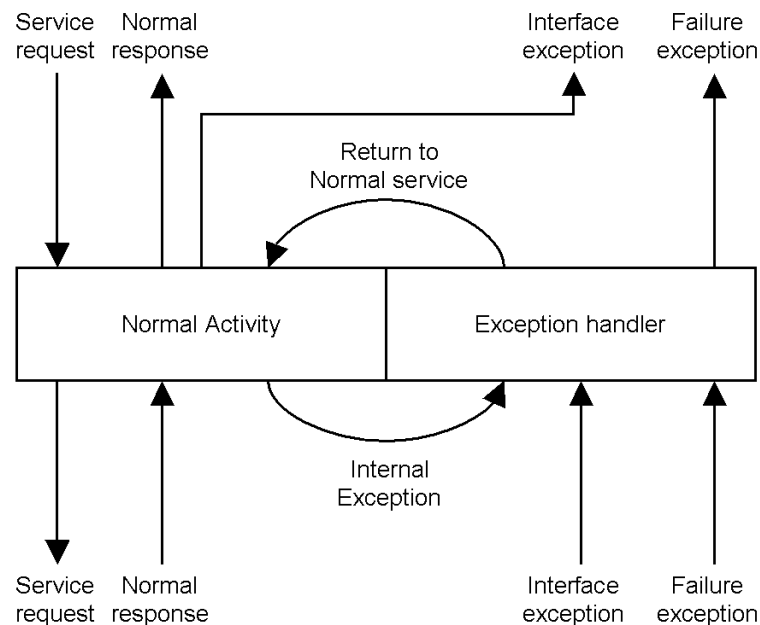 Service request
Normal response
Interface exception
Failure exception
Return to
Normal service
Normal Activity
Exception handler
Internal
Exception
Service request
Normal response
Interface exception
Failure exception